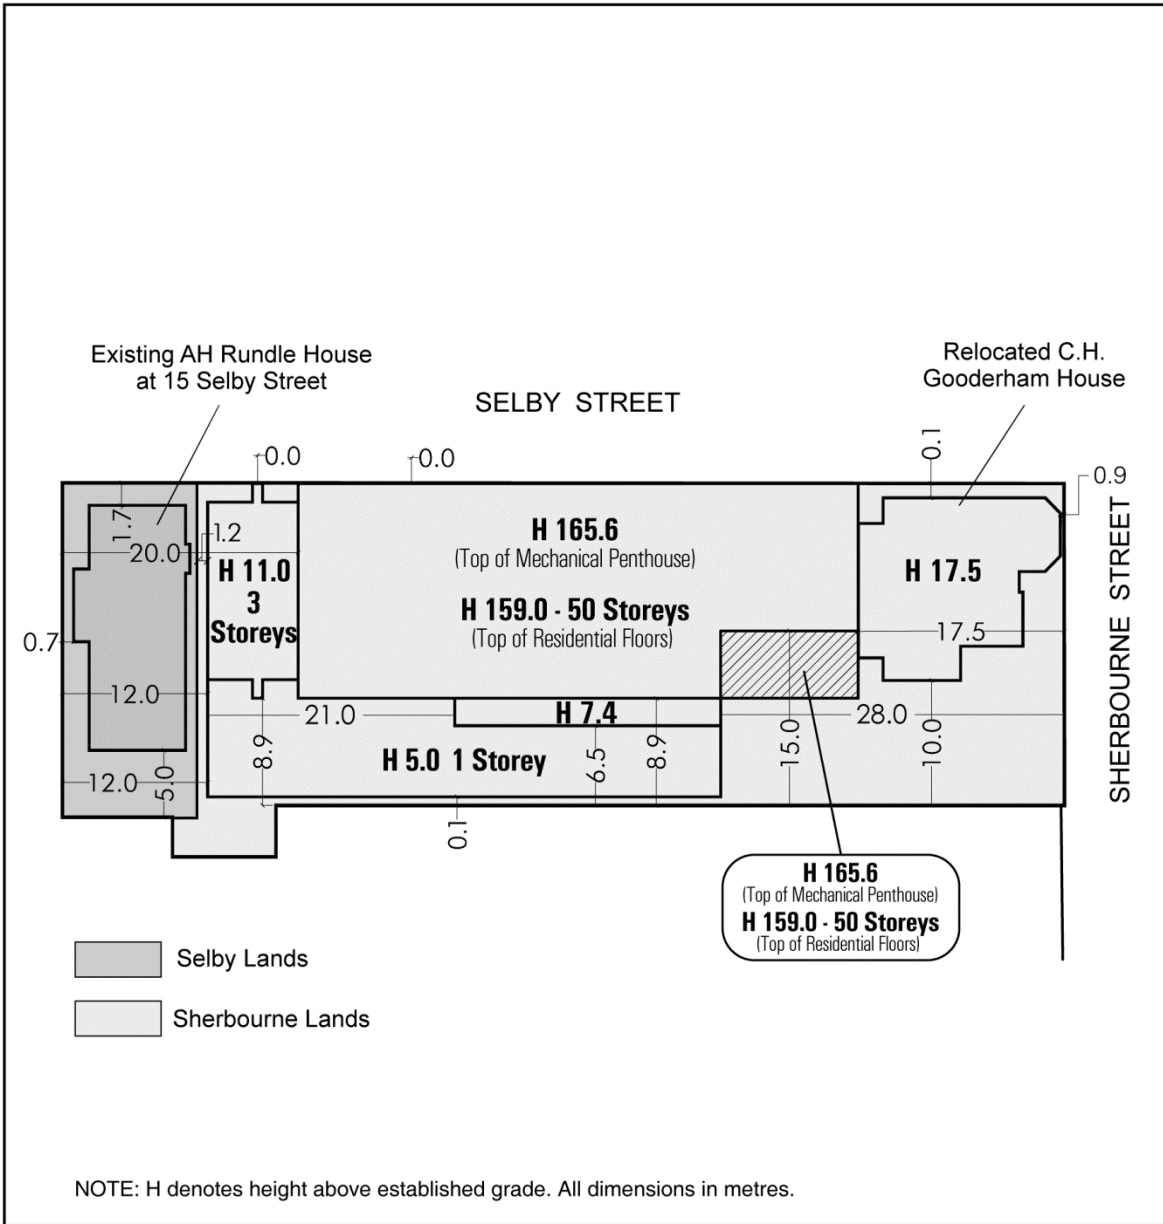 Existing AH Rundle House
at 15 Selby Street
Relocated C.H.
Gooderham House
SELBY STREET
0.0
0.0
0.1
0.9
1.7
1.2
20.0
H 11.0
3
Storeys
H 165.6
(Top of Mechanical Penthouse)
H 159.0 - 50 Storeys
(Top of Residential Floors)
H 17.5
SHERBOURNE STREET
0.7
17.5
12.0
21.0
H 7.4
28.0
8.9
H 5.0 1 Storey
6.5
8.9
15.0
10.0
12.0
5.0
0.1
H 165.6
(Top of Mechanical Penthouse)
H 159.0 - 50 Storeys
(Top of Residential Floors)
Selby Lands
Sherbourne Lands
NOTE: H denotes height above established grade. All dimensions in metres.